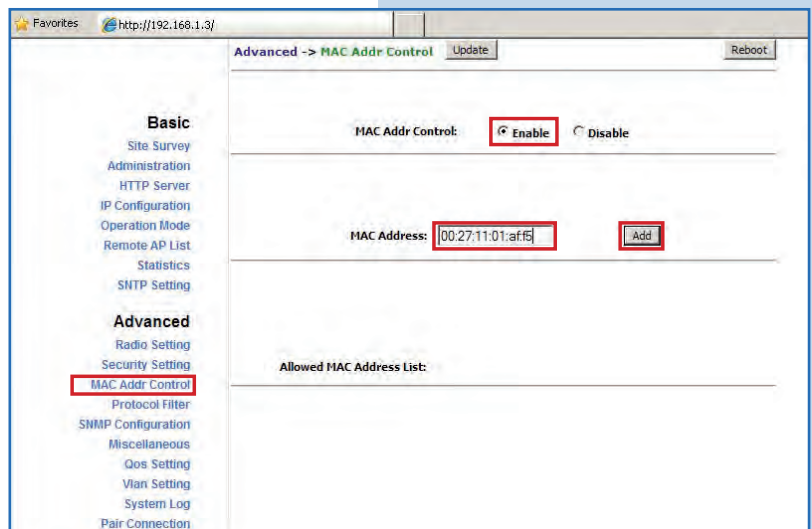 Favorites http://192.168.1.3/
Advanced -> MAC Addr Control Update Reboot
Basic
Site Survey
Administration
HTTP Server
IP Configuration
Operation Mode
Remote AP List
Statistics
SNTP Setting
Advanced
Radio Setting
Security Setting
MAC Addr Control
Protocol Filter
SNMP Configuration
Miscellaneous
Qos Setting
Vlan Setting
System Log
Pair Connection
MAC Addr Control: Enable Disable
MAC Address: 00:27:11:01:af:f5 Add
Allowed MAC Address List: